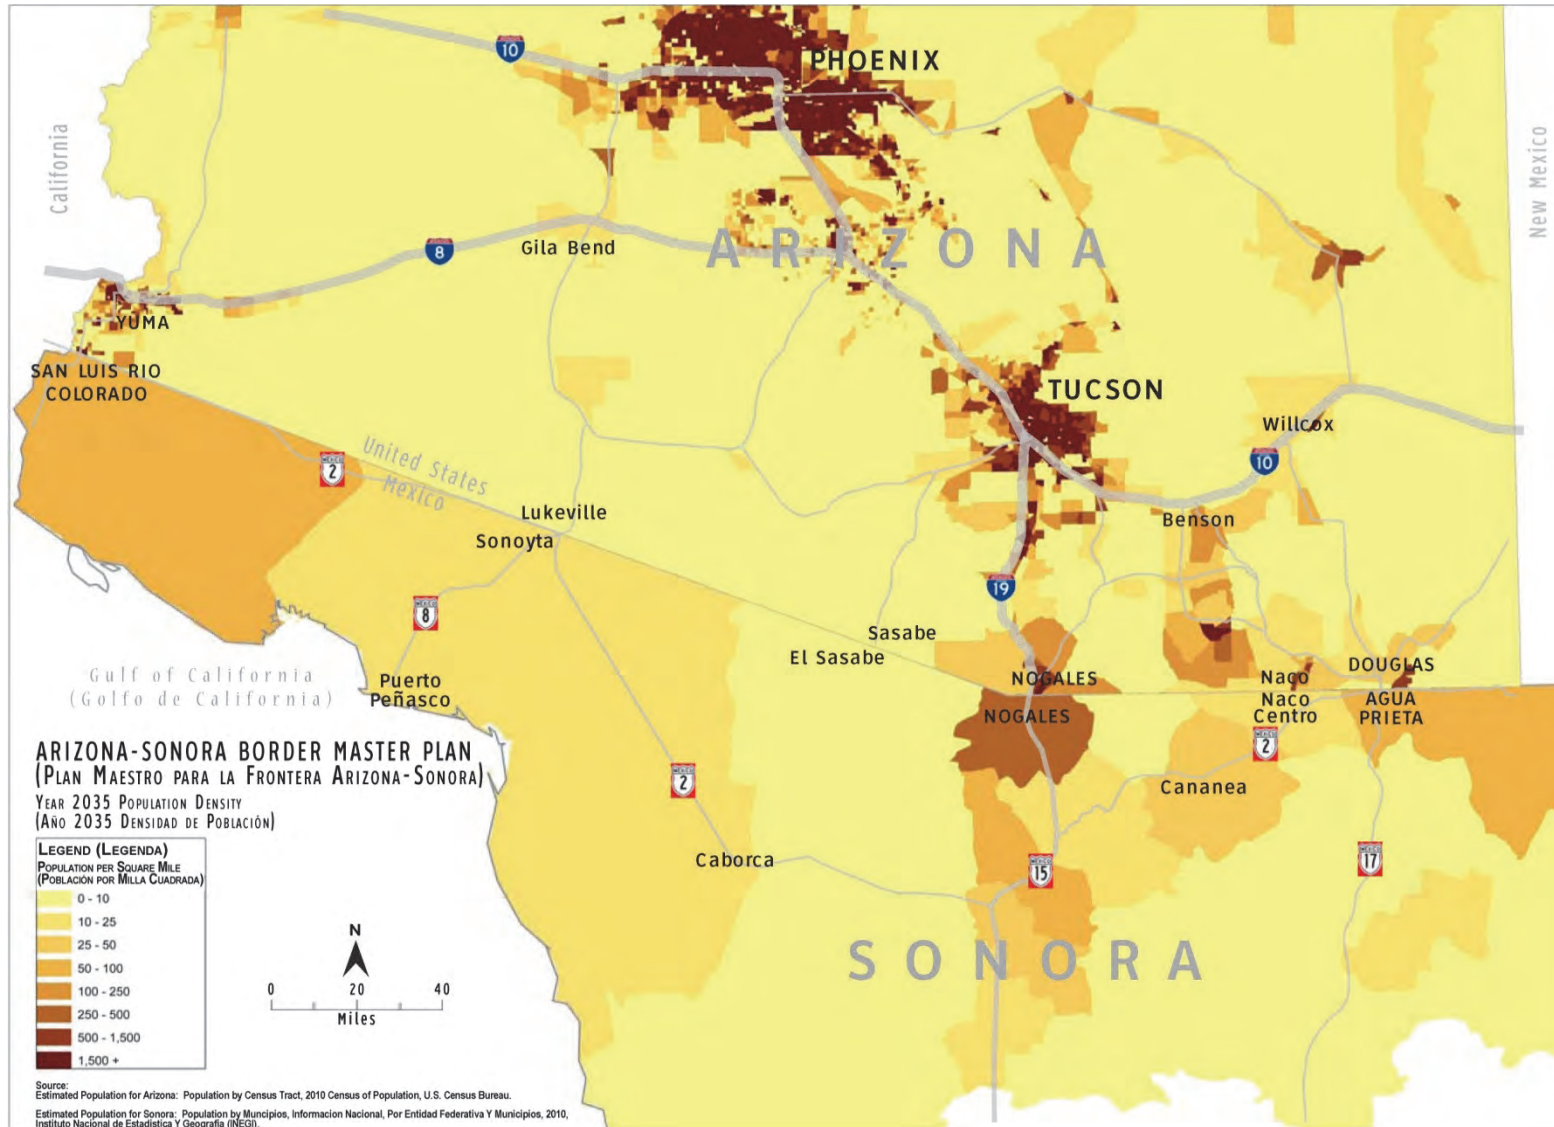 PHOENIX
10
California
New Mexico
ARIZONA
Gila Bend
8
YUMA
SAN LUIS RIO
COLORADO
TUCSON
Willcox
10
United States
Mexico
MEXICO
2
Lukeville
Sonoyta
Benson
19
MEXICO
8
Sasabe
El Sasabe
Gulf of California
(Golfo de California)
Puerto
Peñasco
NOGALES
NOGALES
Naco
Naco
Centro
DOUGLAS
AGUA
PRIETA
MEXICO
2
MEXICO
2
Cananea
Caborca
MEXICO
15
MEXICO
17
SONORA
ARIZONA-SONORA BORDER MASTER PLAN
(PLAN MAESTRO PARA LA FRONTERA ARIZONA-SONORA)
YEAR 2035 POPULATION DENSITY
(AÑO 2035 DENSIDAD DE POBLACIÓN)
LEGEND (LEGENDA)
POPULATION PER SQUARE MILE
(POBLACIÓN POR MILLA CUADRADA)
0 - 10
10 - 25
25 - 50
50 - 100
100 - 250
250 - 500
500 - 1,500
1,500 +
N
0 20 40
Miles
Source:
Estimated Population for Arizona: Population by Census Tract, 2010 Census of Population, U.S. Census Bureau.
Estimated Population for Sonora: Population by Muncipios, Informacion Nacional, Por Entidad Federativa Y Municipios, 2010,
Instituto Nacional de Estadistica Y Geografia (INEGI).